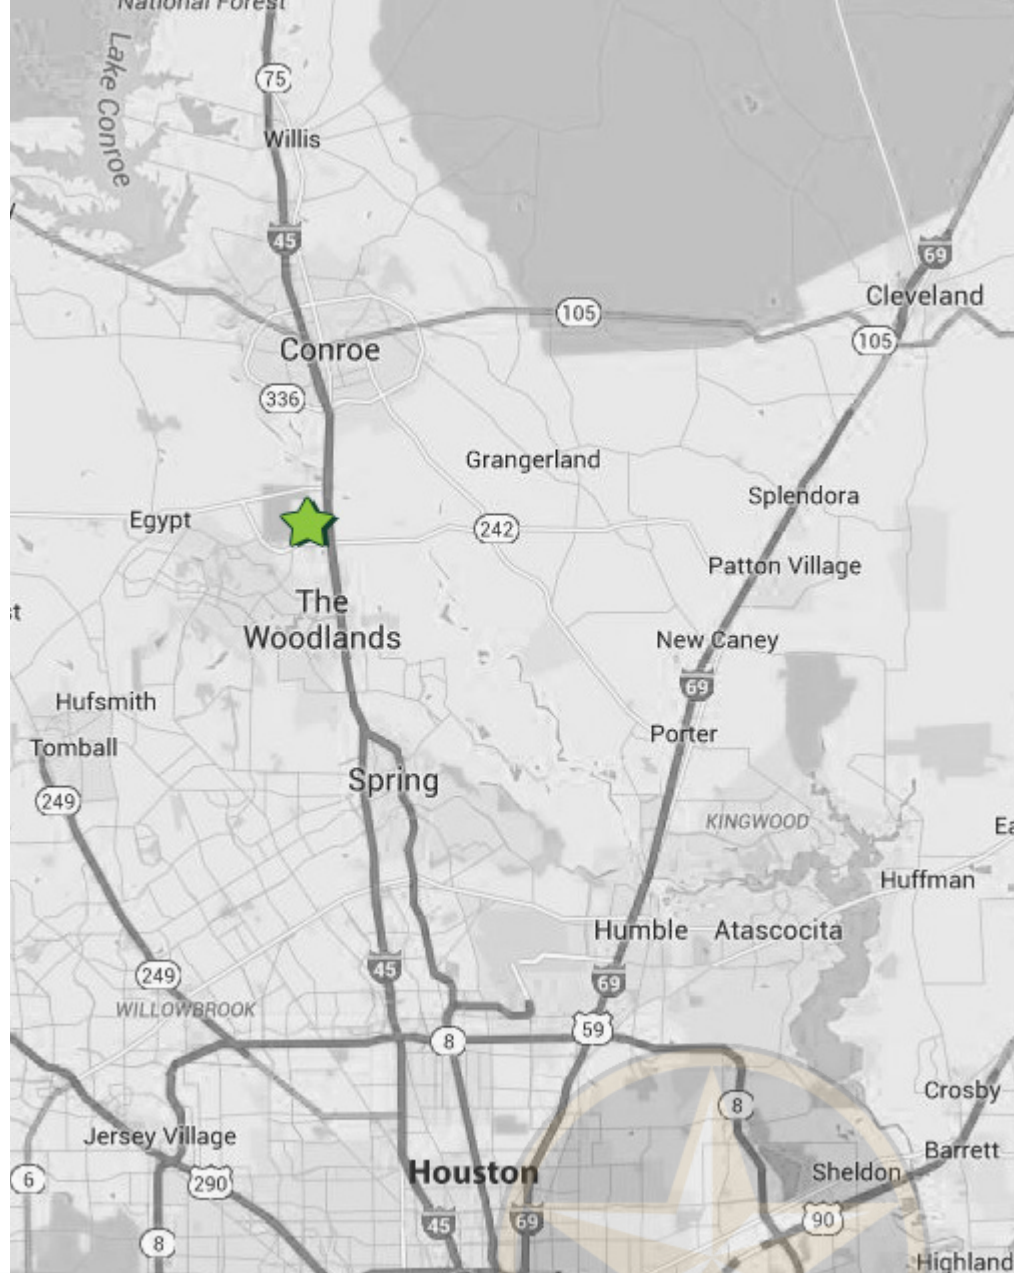 National Forest
Lake Conroe
75
Willis
45
69
Cleveland
105
105
Conroe
336
Grangerland
Splendora
Egypt
242
Patton Village
The
Woodlands
st
New Caney
69
Hufsmith
Porter
Tomball
Spring
249
KINGWOOD
Ea
Huffman
Humble
Atascocita
45
249
69
WILLOWBROOK
59
8
Crosby
8
Jersey Village
Barrett
Houston
Sheldon
6
290
45
69
90
8
Highland